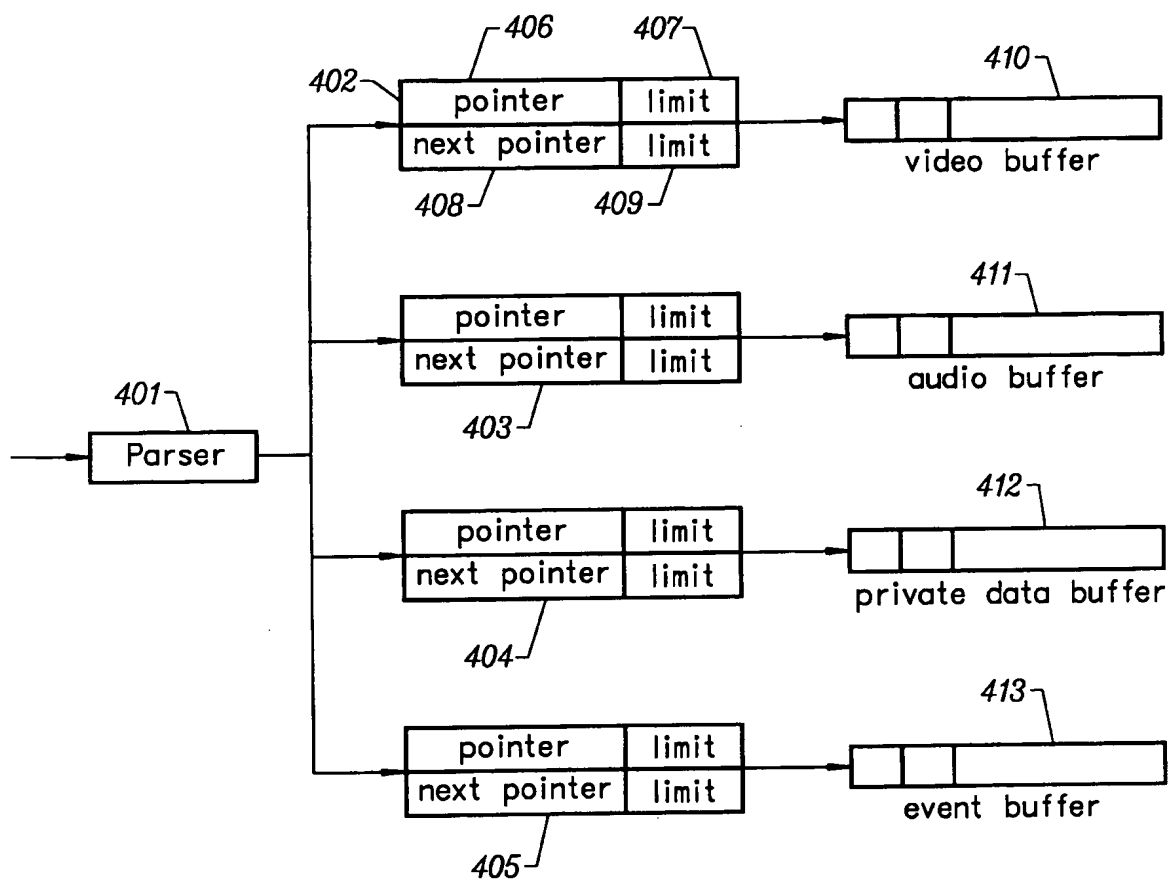 406
407
402
410
pointer
limit
next pointer
limit
video buffer
408
409
411
pointer
limit
next pointer
limit
audio buffer
401
403
Parser
412
pointer
limit
next pointer
limit
private data buffer
404
413
pointer
limit
next pointer
limit
event buffer
405